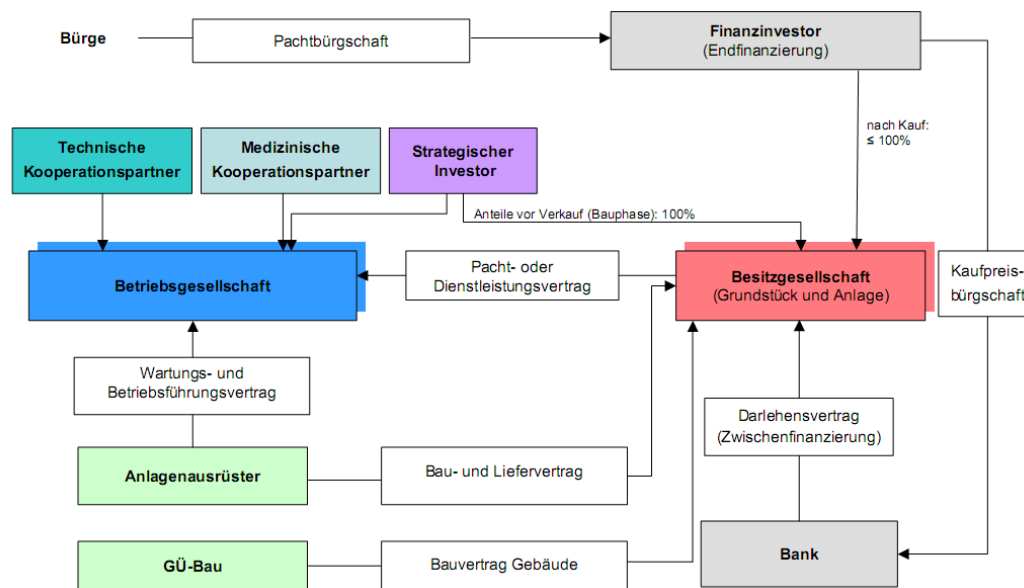 Bürge
Pachtbürgschaft
Finanzinvestor
(Endfinanzierung)
nach Kauf:
≤ 100%
Technische
Kooperationspartner
Medizinische
Kooperationspartner
Strategischer
Investor
Anteile vor Verkauf (Bauphase): 100%
Betriebsgesellschaft
Pacht- oder
Dienstleistungsvertrag
Besitzgesellschaft
(Grundstück und Anlage)
Kaufpreis-
bürgschaft
Wartungs- und
Betriebsführungsvertrag
Darlehensvertrag
(Zwischenfinanzierung)
Anlagenausrüster
Bau- und Liefervertrag
GÜ-Bau
Bauvertrag Gebäude
Bank